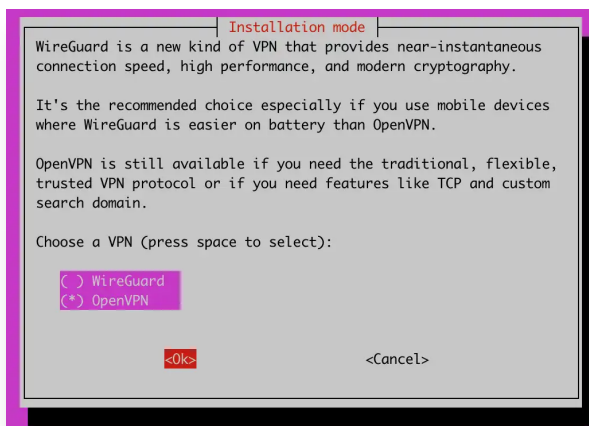 Installation mode
WireGuard is a new kind of VPN that provides near-instantaneous
connection speed, high performance, and modern cryptography.
It's the recommended choice especially if you use mobile devices
where WireGuard is easier on battery than OpenVPN.
OpenVPN is still available if you need the traditional, flexible,
trusted VPN protocol or if you need features like TCP and custom
search domain.
Choose a VPN (press space to select):
( ) WireGuard
(*) OpenVPN
<Ok> <Cancel>